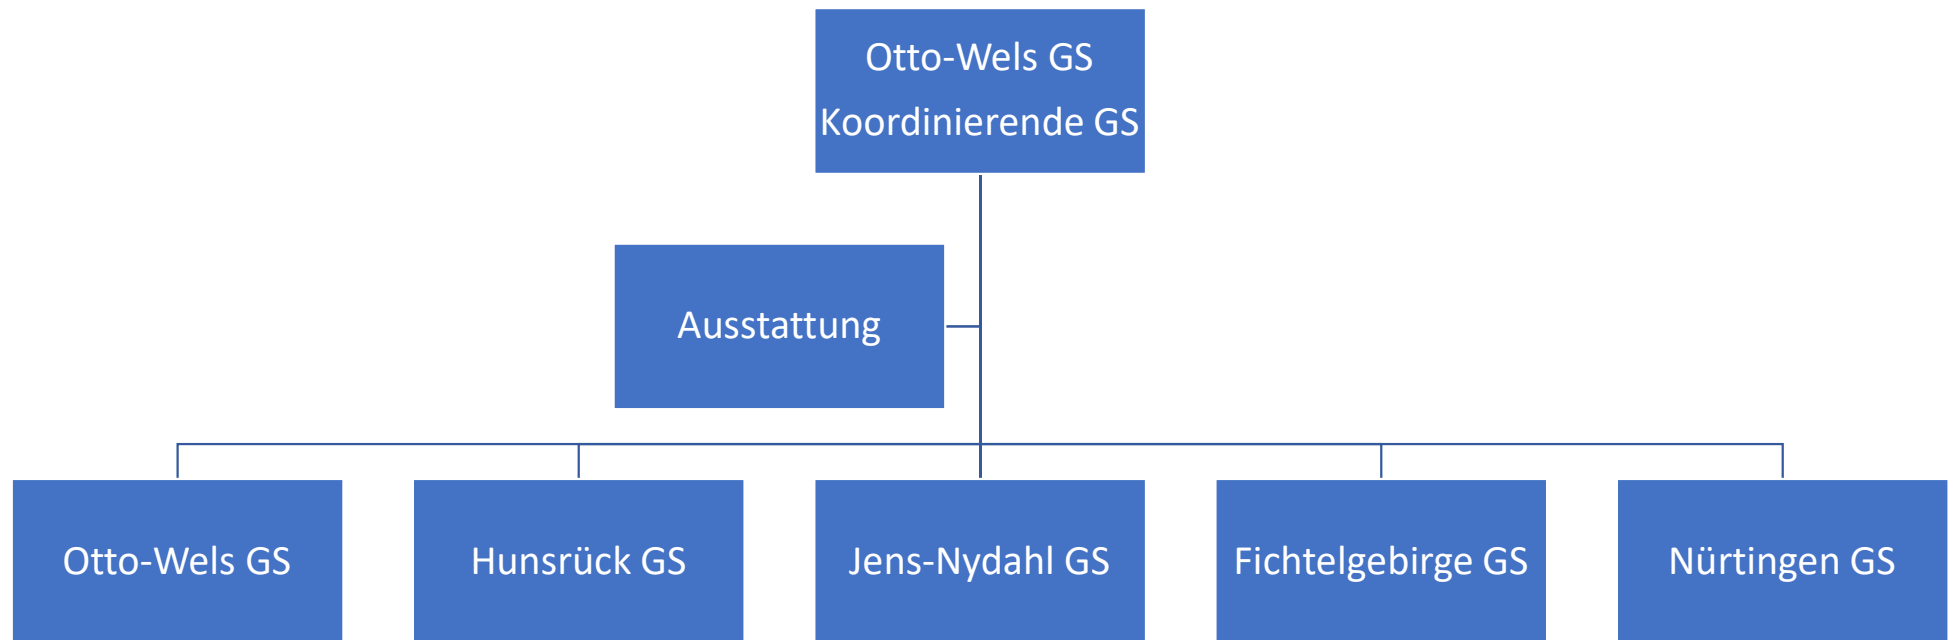 Otto-Wels GS
Koordinierende GS
Ausstattung
Otto-Wels GS
Hunsrück GS
Jens-Nydahl GS
Fichtelgebirge GS
Nürtingen GS